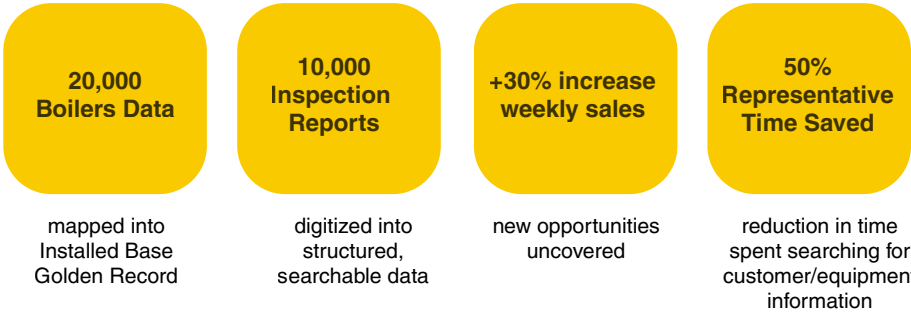 20,000
Boilers Data
mapped into
Installed Base
Golden Record
10,000
Inspection
Reports
digitized into
structured,
searchable data
+30% increase
weekly sales
new opportunities
uncovered
50%
Representative
Time Saved
reduction in time
spent searching for
customer/equipmen
information